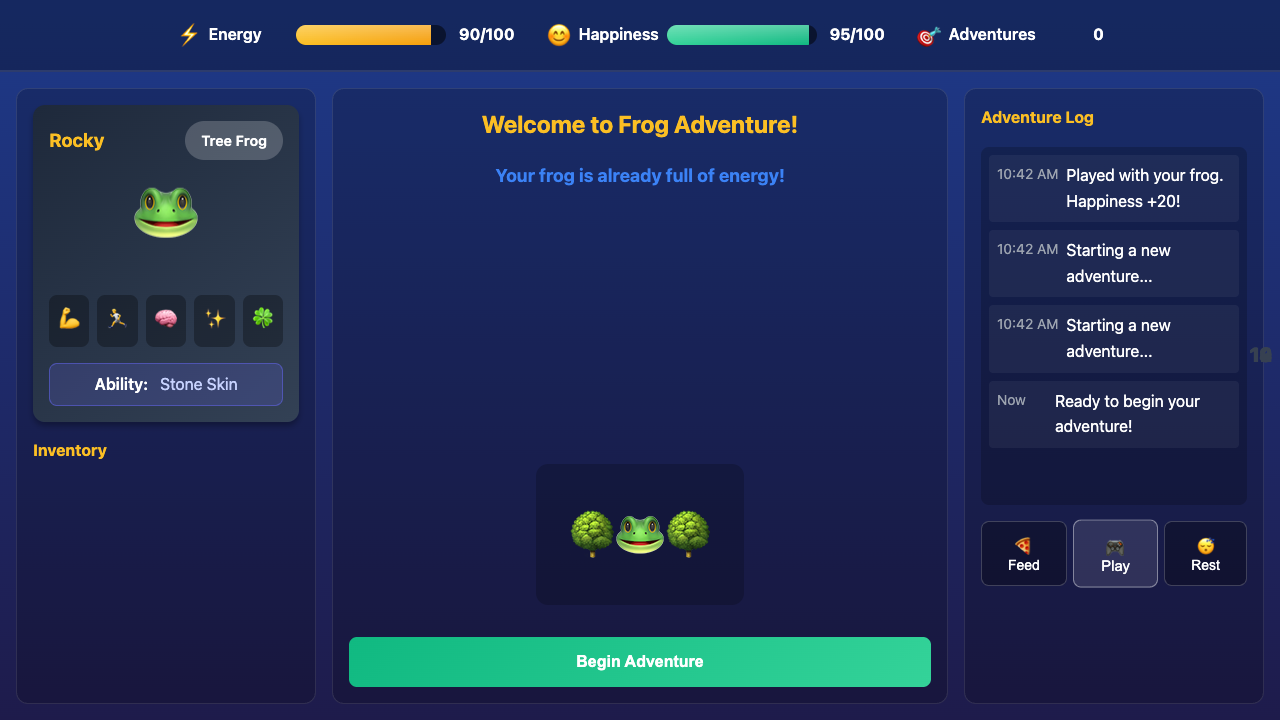 Energy 90/100 Happiness 95/100 Adventures 0
Rocky Tree Frog
Ability: Stone Skin
Inventory
Welcome to Frog Adventure!
Your frog is already full of energy!
Begin Adventure
Adventure Log
10:42 AM Played with your frog.
Happiness +20!
10:42 AM Starting a new
adventure...
10:42 AM Starting a new
adventure...
Now Ready to begin your
adventure!
Feed Play Rest